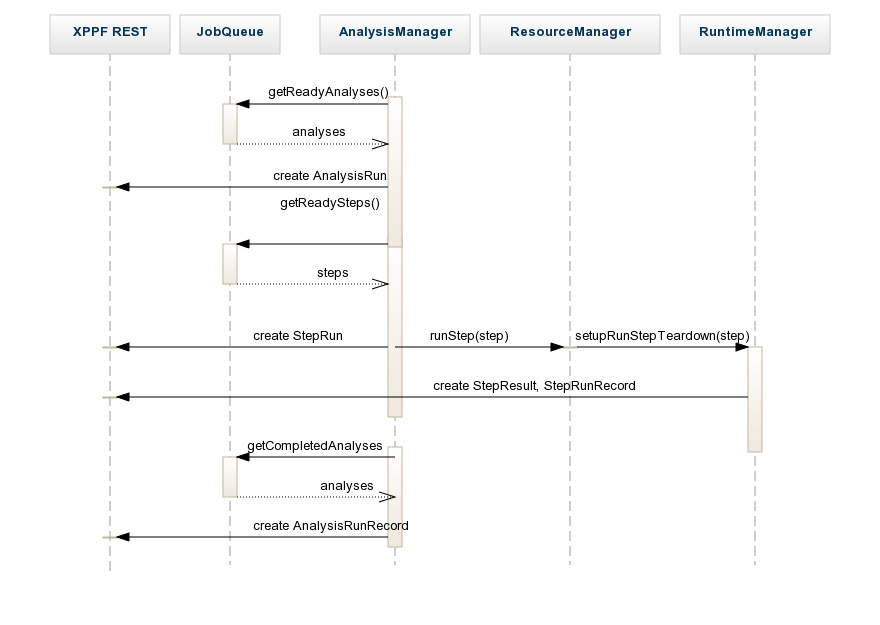 XPPF REST
JobQueue
AnalysisManager
ResourceManager
RuntimeManager
getReadyAnalyses()
analyses
create AnalysisRun
getReadySteps()
steps
create StepRun
runStep(step)
setupRunStepTeardown(step)
create StepResult, StepRunRecord
getCompletedAnalyses
analyses
create AnalysisRunRecord